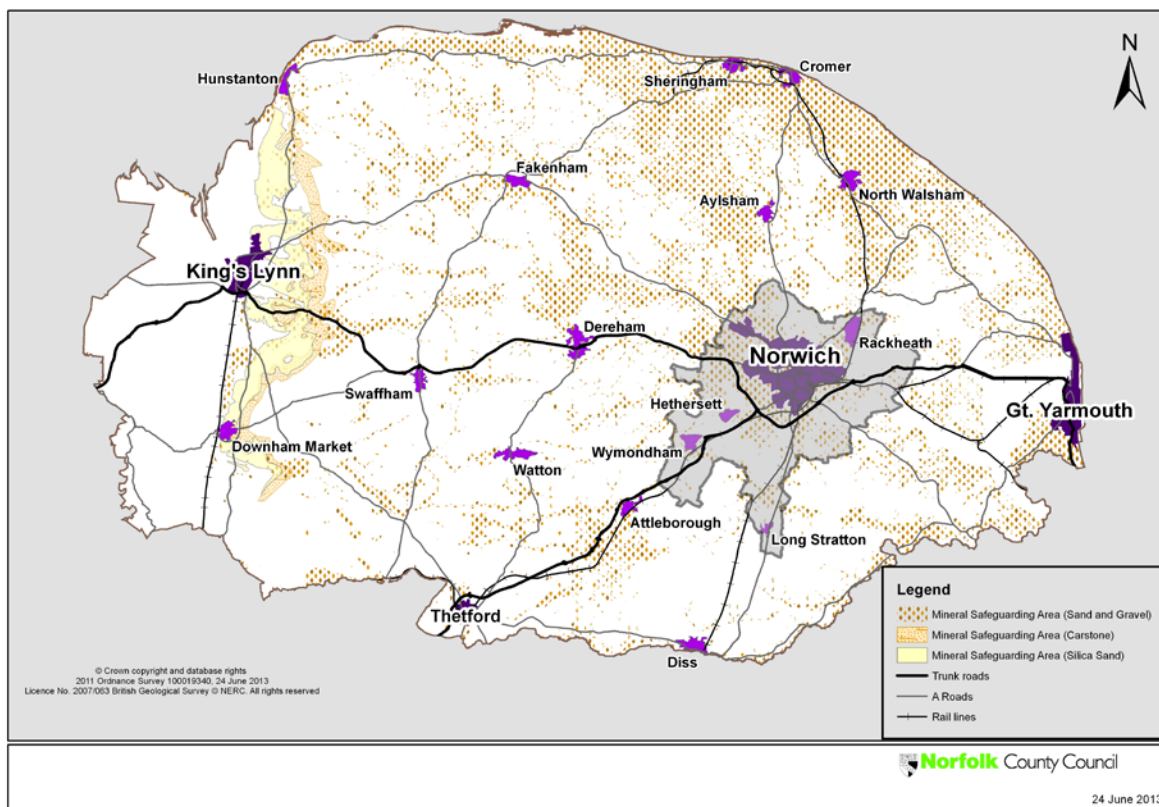 N
Hunstanton
Sheringham
Cromer
Fakenham
Aylsham
North Walsham
King's Lynn
Dereham
Norwich
Rackheath
Swaffham
Hethersett
Gt. Yarmouth
Downham Market
Wymondham
Watton
Attleborough
Long Stratton
Thetford
Diss
Legend
Mineral Safeguarding Area (Sand and Gravel)
Mineral Safeguarding Area (Carstone)
Mineral Safeguarding Area (Silica Sand)
Trunk roads
A Roads
Rail lines
© Crown copyright and database rights
2011 Ordnance Survey 100019340, 24 June 2013
Licence No. 2007/063 British Geological Survey © NERC. All rights reserved
Norfolk County Council
24 June 2013